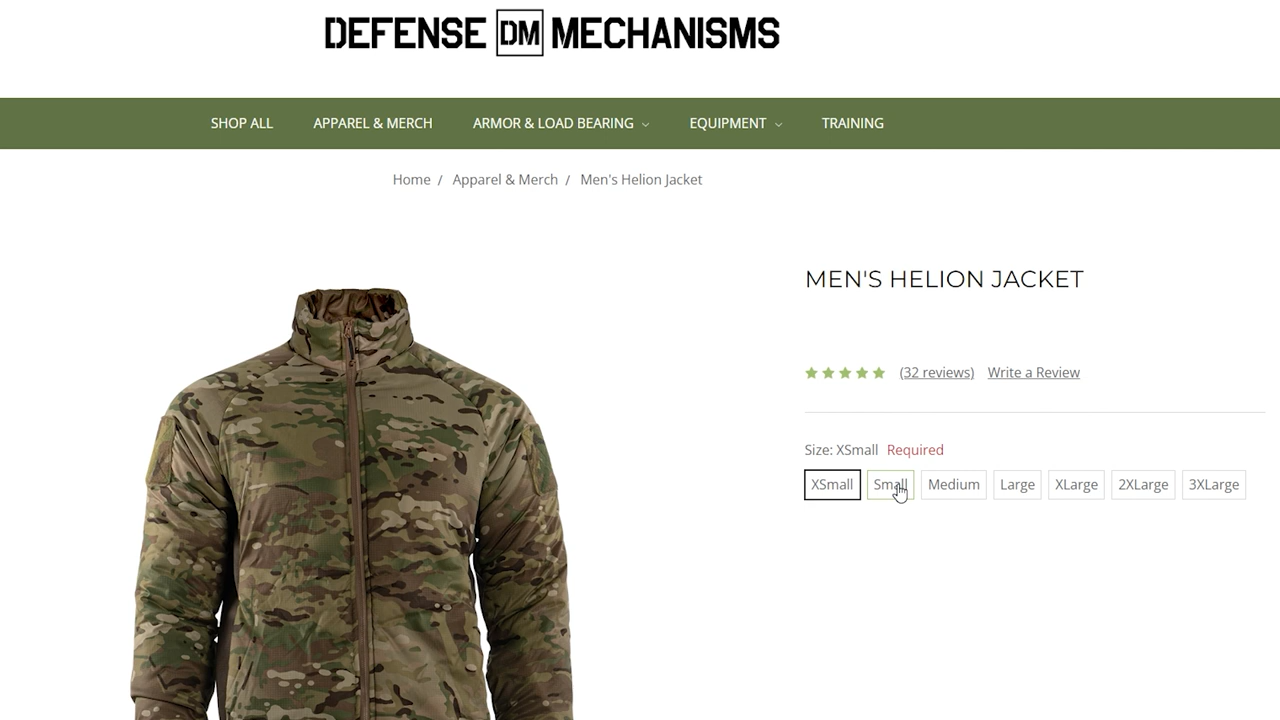 DEFENSE DM MECHANISMS
SHOP ALL APPAREL & MERCH ARMOR & LOAD BEARING EQUIPMENT TRAINING
Home / Apparel & Merch / Men's Helion Jacket
MEN'S HELION JACKET
(32 reviews) Write a Review
Size: XSmall Required
XSmall Small Medium Large XLarge 2XLarge 3XLarge